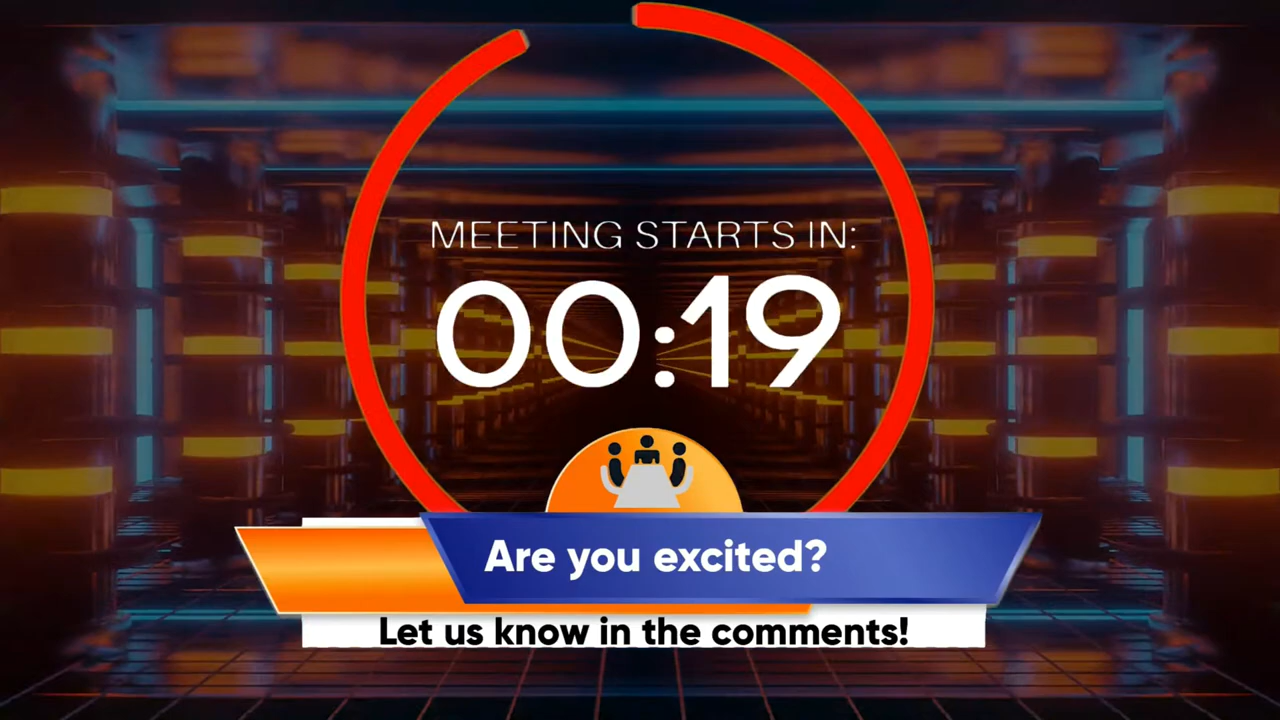 MEETING STARTS IN:
00:19
Are you excited?
Let us know in the comments!